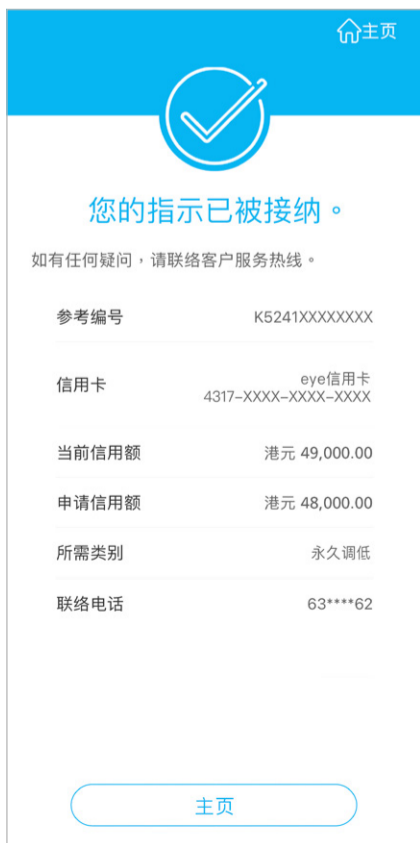 主页
您的指示已被接纳。
如有任何疑问，请联络客户服务热线。
参考编号 K5241XXXXXXXX
信用卡 eye信用卡
4317-XXXX-XXXX-XXXX
当前信用额 港元 49,000.00
申请信用额 港元 48,000.00
所需类别 永久调低
联络电话 63****62
主页